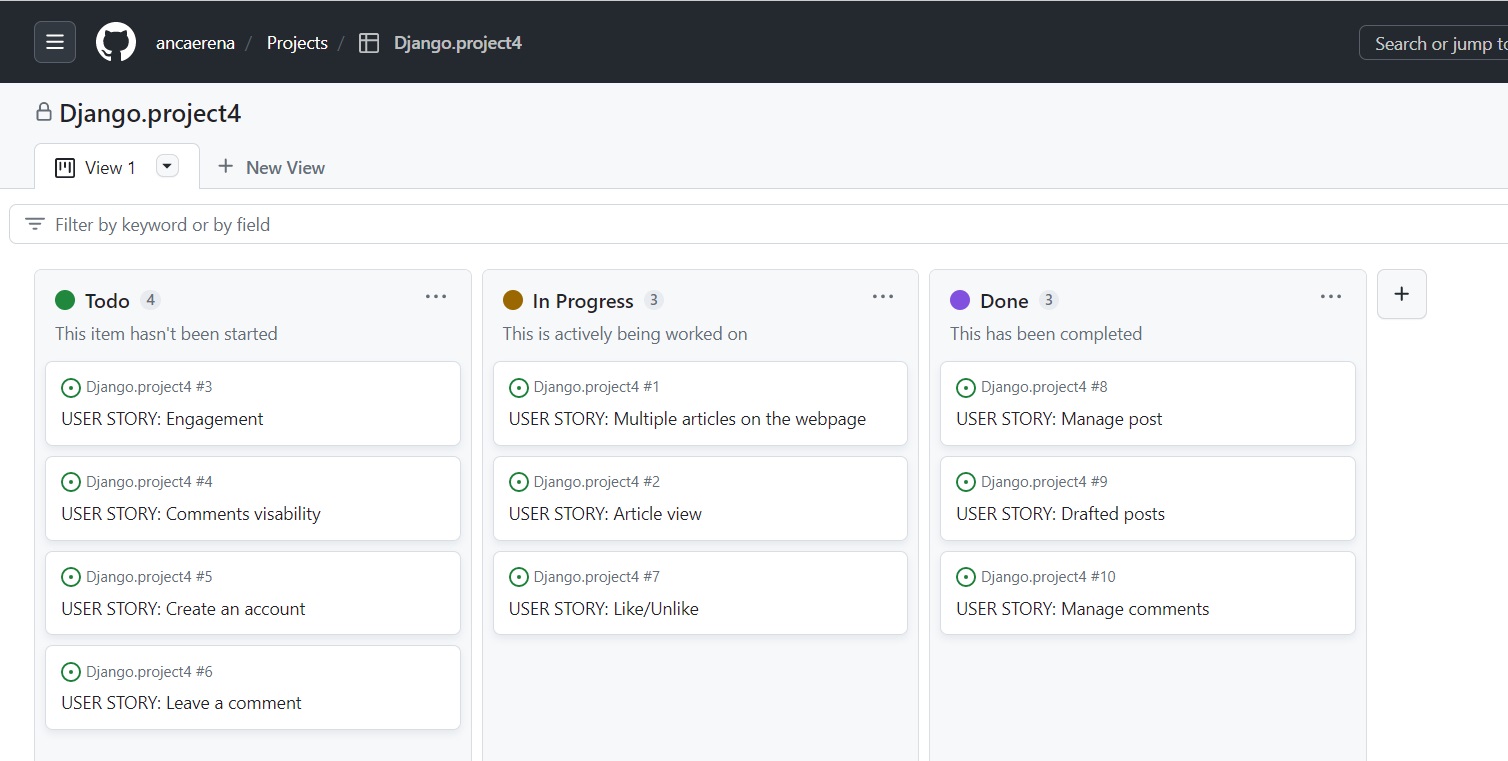 ancaerena / Projects / Django.project4
Search or jump to
Django.project4
View 1
New View
Filter by keyword or by field
Todo 4
This item hasn't been started
Django.project4 #3
USER STORY: Engagement
Django.project4 #4
USER STORY: Comments visability
Django.project4 #5
USER STORY: Create an account
Django.project4 #6
USER STORY: Leave a comment
In Progress 3
This is actively being worked on
Django.project4 #1
USER STORY: Multiple articles on the webpage
Django.project4 #2
USER STORY: Article view
Django.project4 #7
USER STORY: Like/Unlike
Done 3
This has been completed
Django.project4 #8
USER STORY: Manage post
Django.project4 #9
USER STORY: Drafted posts
Django.project4 #10
USER STORY: Manage comments